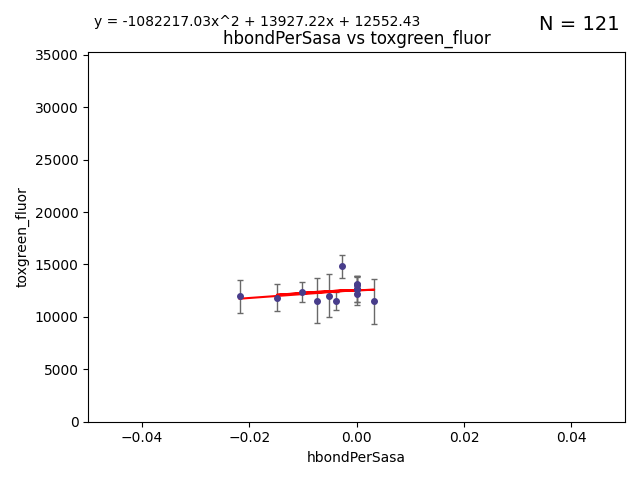 y = -1082217.03x^2 + 13927.22x + 12552.43
N = 121
hbondPerSasa vs toxgreen_fluor
35000
30000
25000
20000
15000
10000
5000
0
toxgreen_fluor
−0.04
−0.02
0.00
0.02
0.04
hbondPerSasa